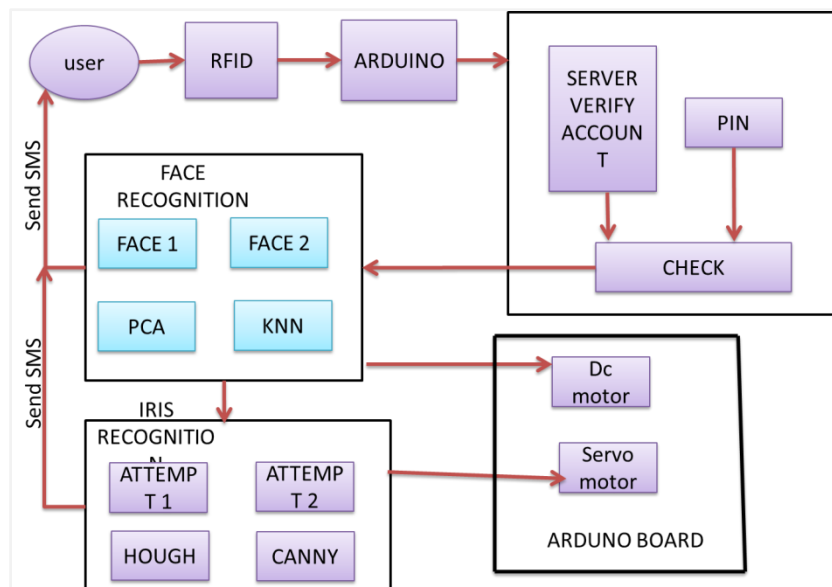 user
RFID
ARDUINO
SERVER
VERIFY
ACCOUN
T
PIN
CHECK
Send SMS
FACE
RECOGNITION
FACE 1
FACE 2
PCA
KNN
Send SMS
IRIS
RECOGNITIO
N
ATTEMP
T 1
ATTEMP
T 2
HOUGH
CANNY
Dc
motor
Servo
motor
ARDUNO BOARD